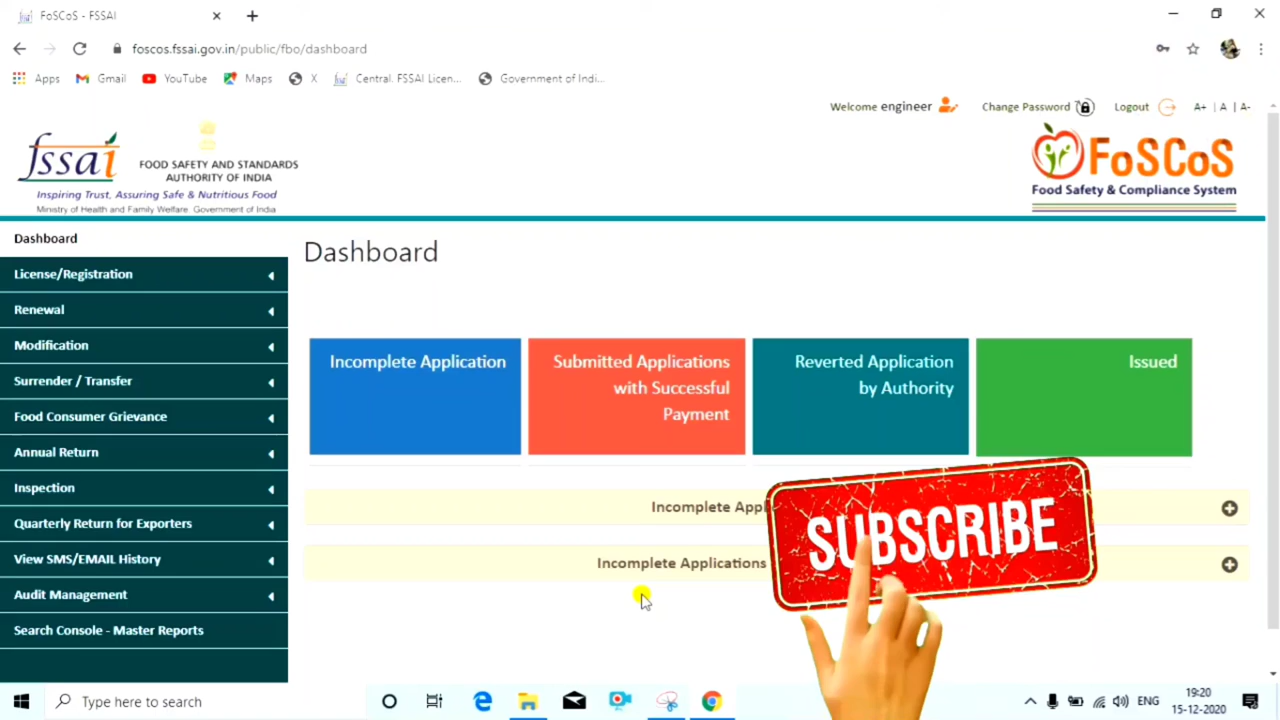 FoSCoS - FSSAI
foscos.fssai.gov.in/public/fbo/dashboard
Apps Gmail YouTube Maps X Central. FSSAI Licen... Government of Indi...
Welcome engineer Change Password Logout A+ | A | A-
fssai
FOOD SAFETY AND STANDARDS
AUTHORITY OF INDIA
Inspiring Trust, Assuring Safe & Nutritious Food
Ministry of Health and Family Welfare, Government of India
FoSCoS
Food Safety & Compliance System
Dashboard
License/Registration
Renewal
Modification
Surrender / Transfer
Food Consumer Grievance
Annual Return
Inspection
Quarterly Return for Exporters
View SMS/EMAIL History
Audit Management
Search Console - Master Reports
Dashboard
Incomplete Application
Submitted Applications
with Successful
Payment
Reverted Application
by Authority
Issued
Incomplete
Incomplete Applications
SUBSCRIBE
Type here to search
ENG
19:20
15-12-2020